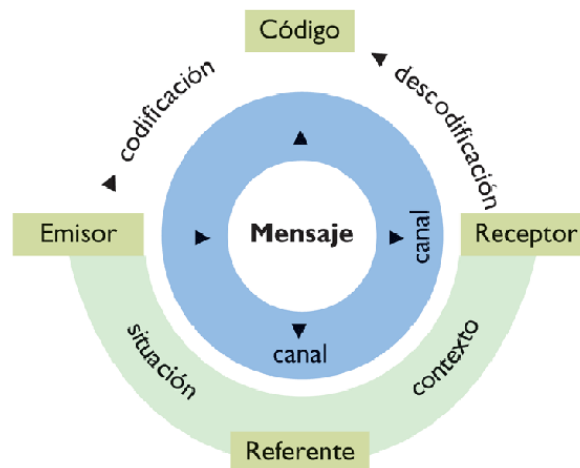 Código
codificación
descodificación
Emisor
Mensaje
canal
Receptor
canal
situación
contexto
Referente